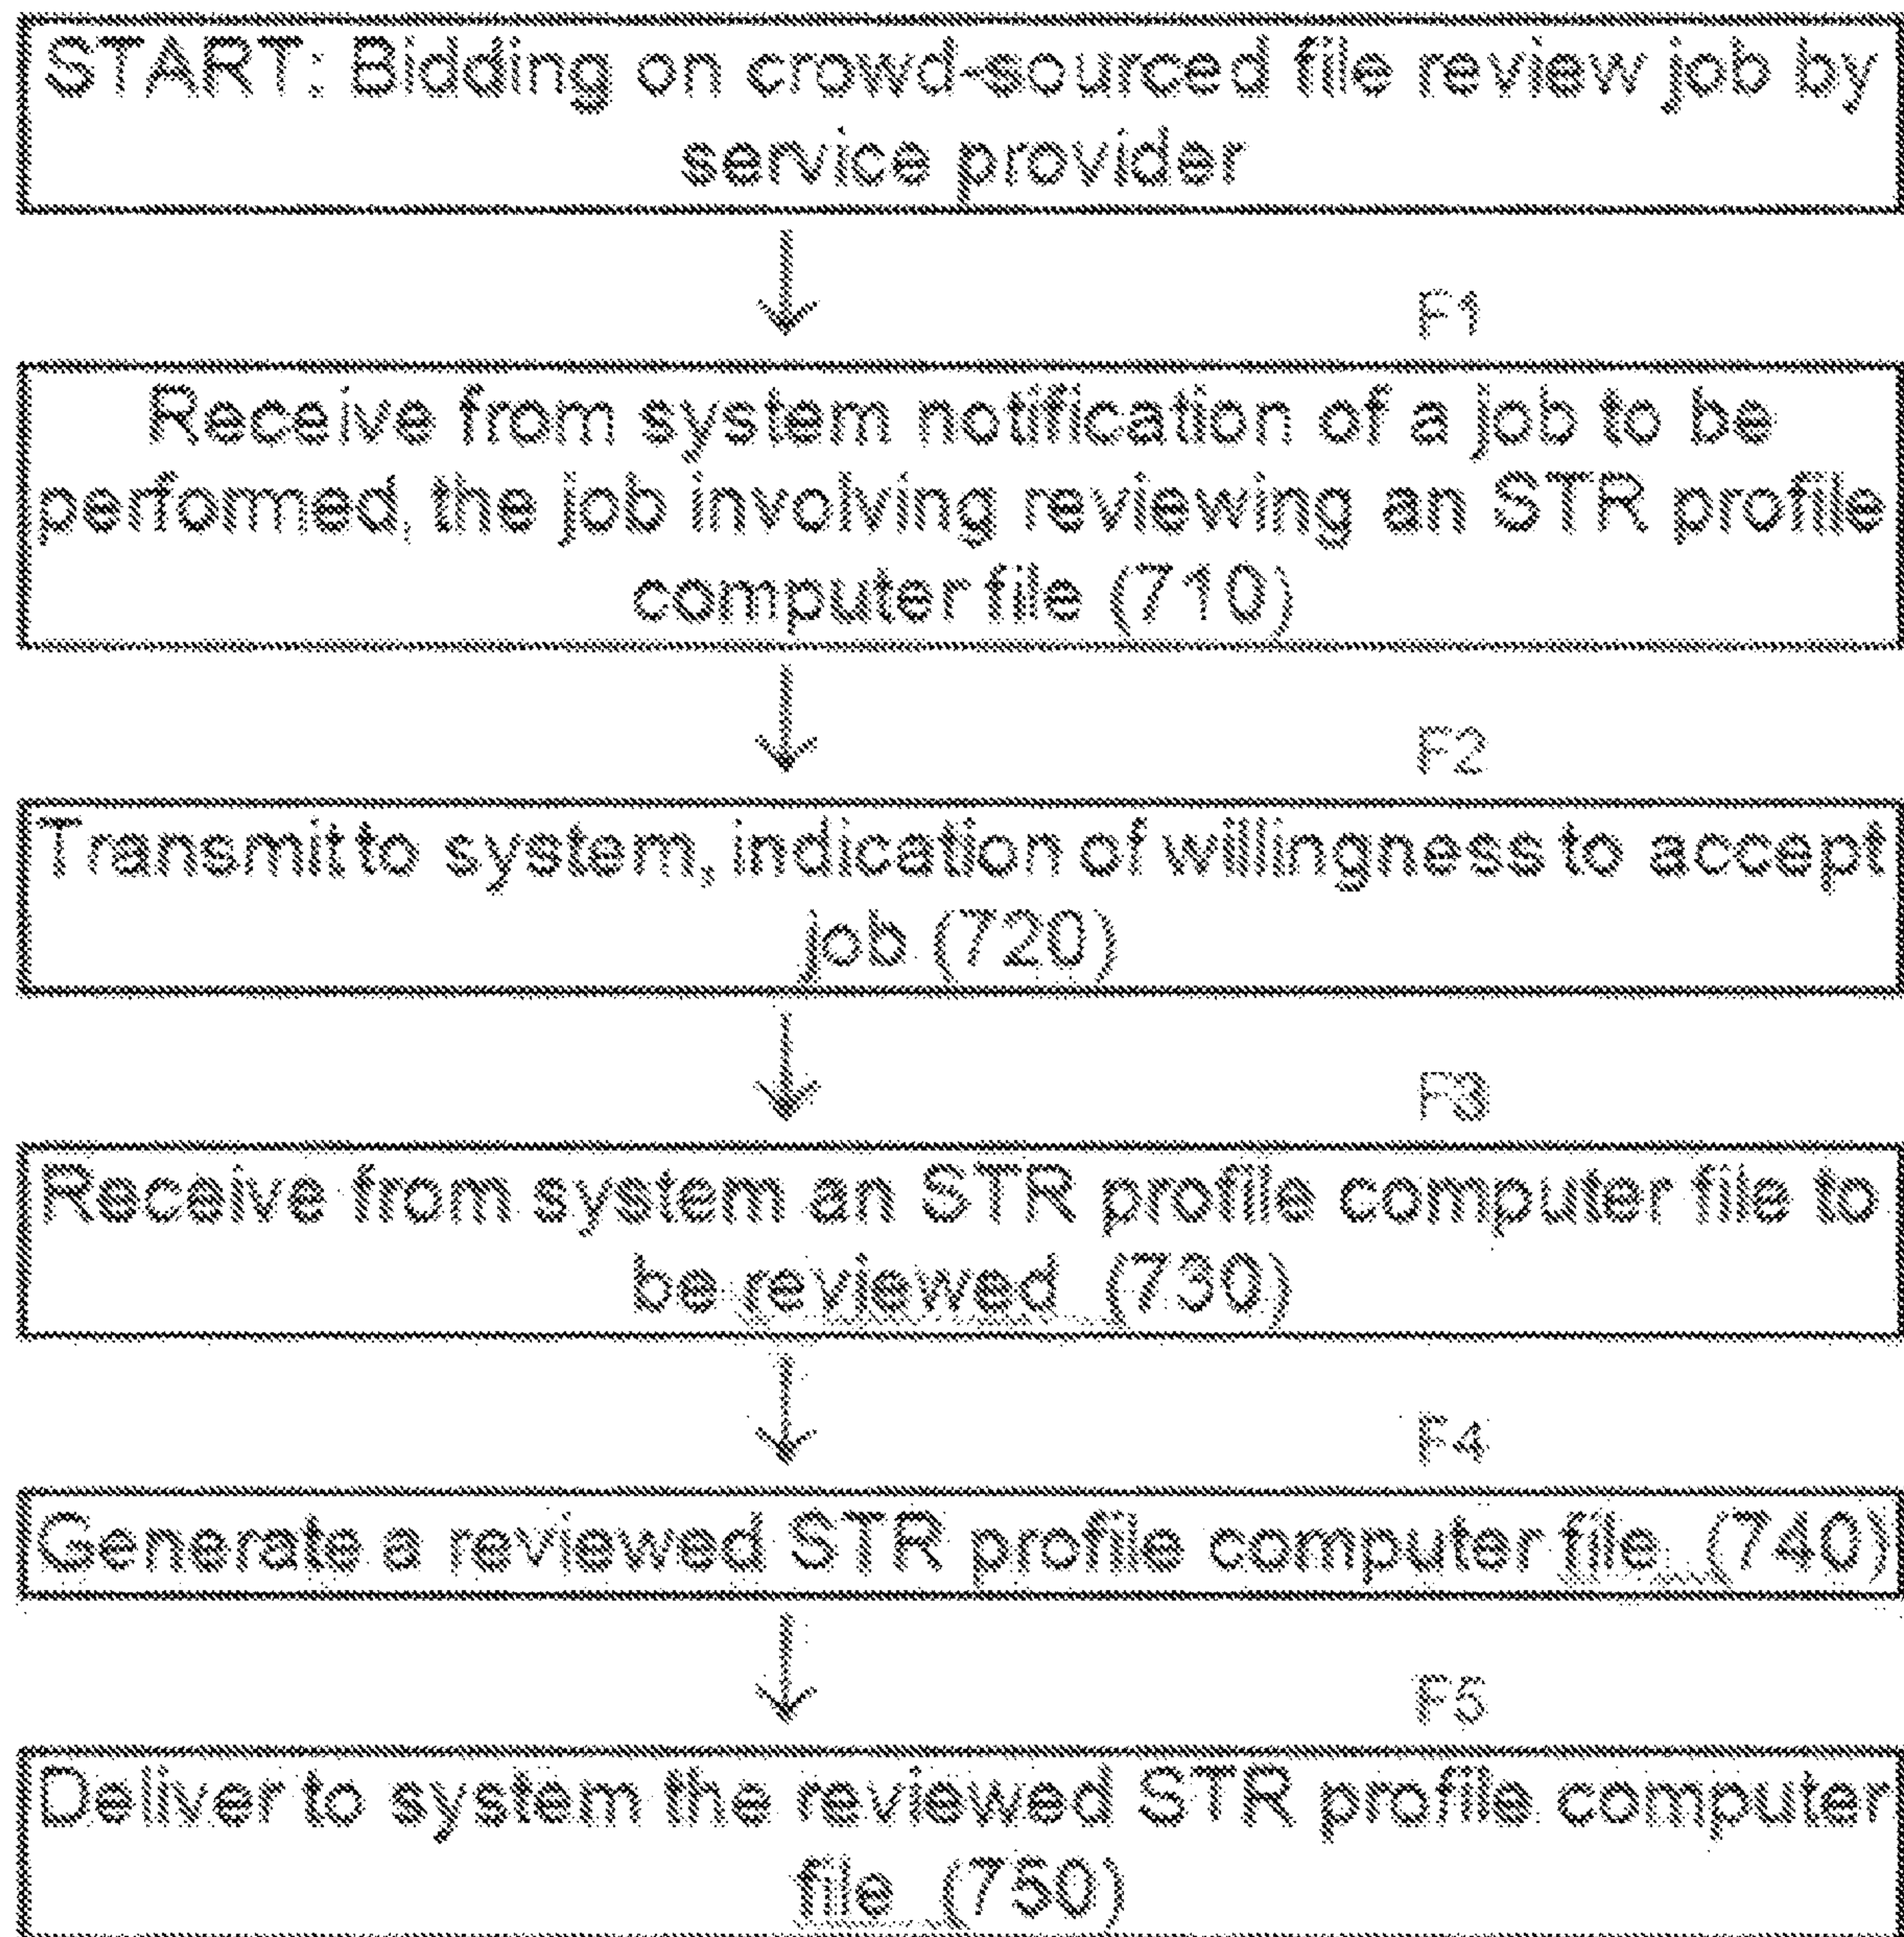 START: Bidding on crowd-sourced file review job by
service provider
F1
Receive from system notification of a job to be
performed, the job involving reviewing an STR profile
computer file (710)
F2
Transmit to system, indication of willingness to accept
job (720)
F3
Receive from system an STR profile computer file to
be reviewed (730)
F4
Generate a reviewed STR profile computer file (740)
F5
Deliver to system the reviewed STR profile computer
file (750)